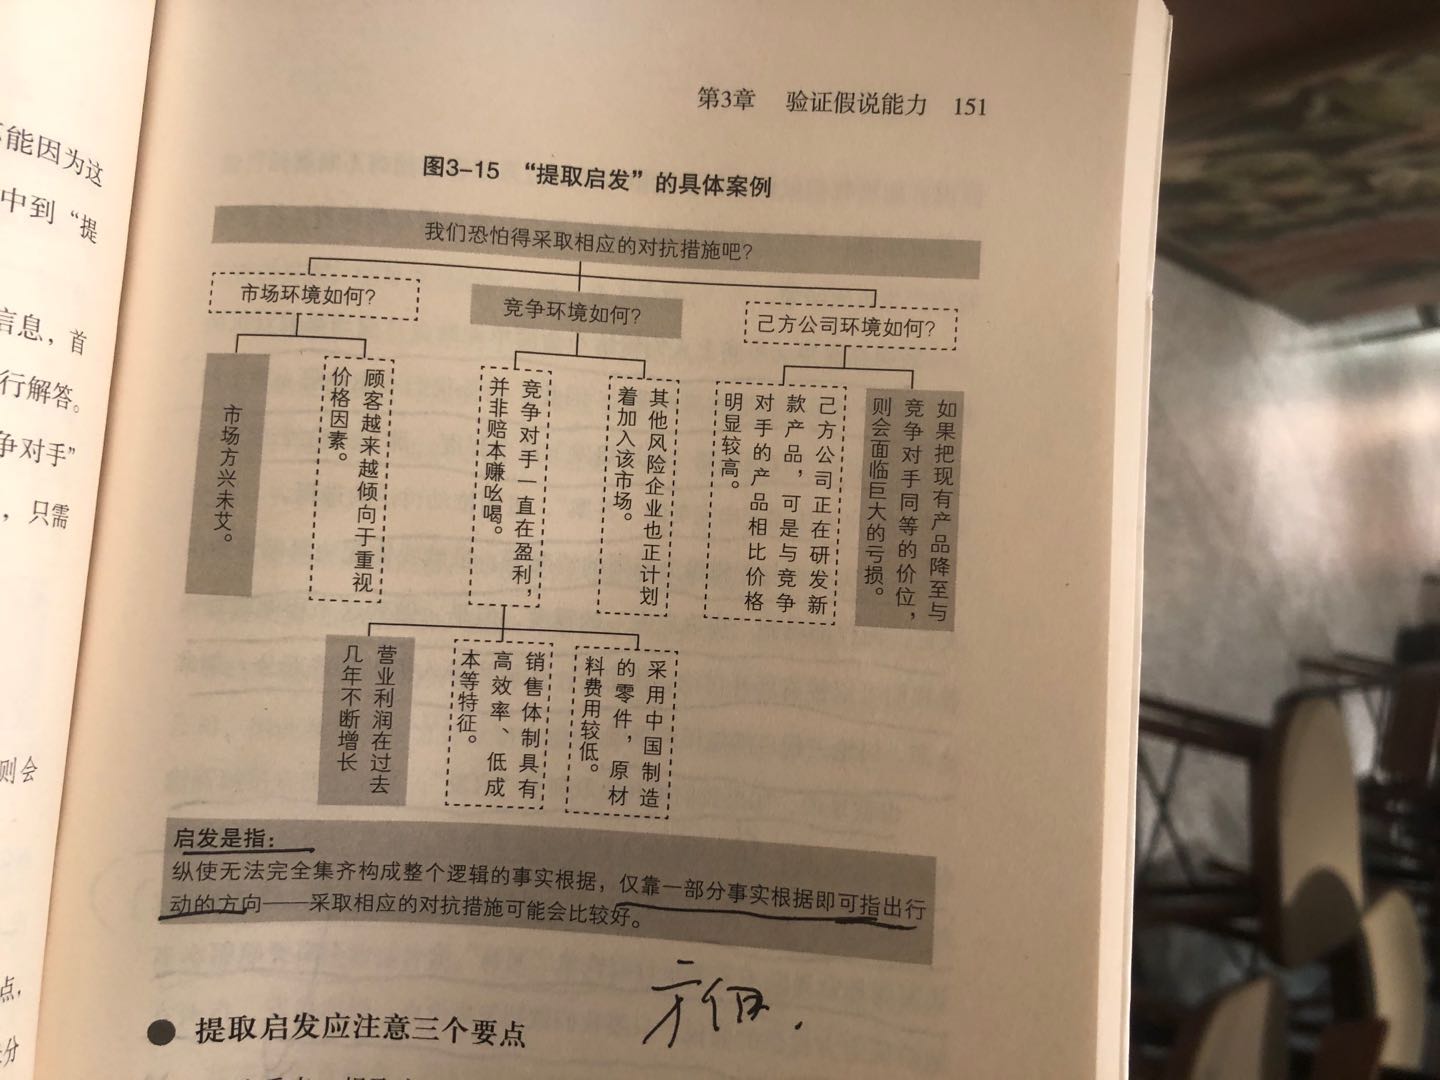 不能因为这
中到“提
信息，首
行解答。
争对手”
，只需
则会
点，
分
第3章 验证假说能力 151
图3-15 “提取启发”的具体案例
我们恐怕得采取相应的对抗措施吧？
市场环境如何？
市场方兴未艾。
顾客越来越倾向于重视
价格因素。
竞争环境如何？
竞争对手一直在盈利，
并非赔本赚吆喝。
其他风险企业也正计划
着加入该市场。
营业利润在过去
几年不断增长
销售体制具有
高效率、低成
本等特征。
采用中国制造
的零件，原材
料费用较低。
己方公司环境如何？
己方公司正在研发新
款产品，可是与竞争
对手的产品相比价格
明显较高。
如果把现有产品降至与
竞争对手同等的价位，
则会面临巨大的亏损。
启发是指：
纵使无法完全集齐构成整个逻辑的事实根据，仅靠一部分事实根据即可指出行
动的方向——采取相应的对抗措施可能会比较好。
● 提取启发应注意三个要点